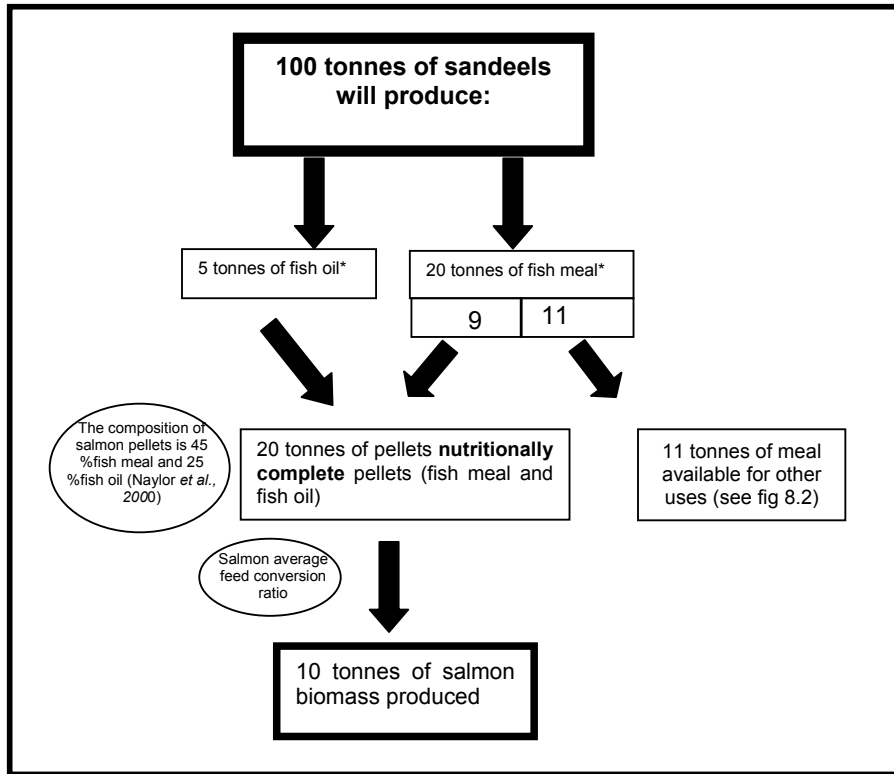 100 tonnes of sandeels
will produce:
5 tonnes of fish oil*
20 tonnes of fish meal*
9
11
The composition of
salmon pellets is 45
%fish meal and 25
%fish oil (Naylor et al.,
2000)
20 tonnes of pellets nutritionally
complete pellets (fish meal and
fish oil)
11 tonnes of meal
available for other
uses (see fig 8.2)
Salmon average
feed conversion
ratio
10 tonnes of salmon
biomass produced